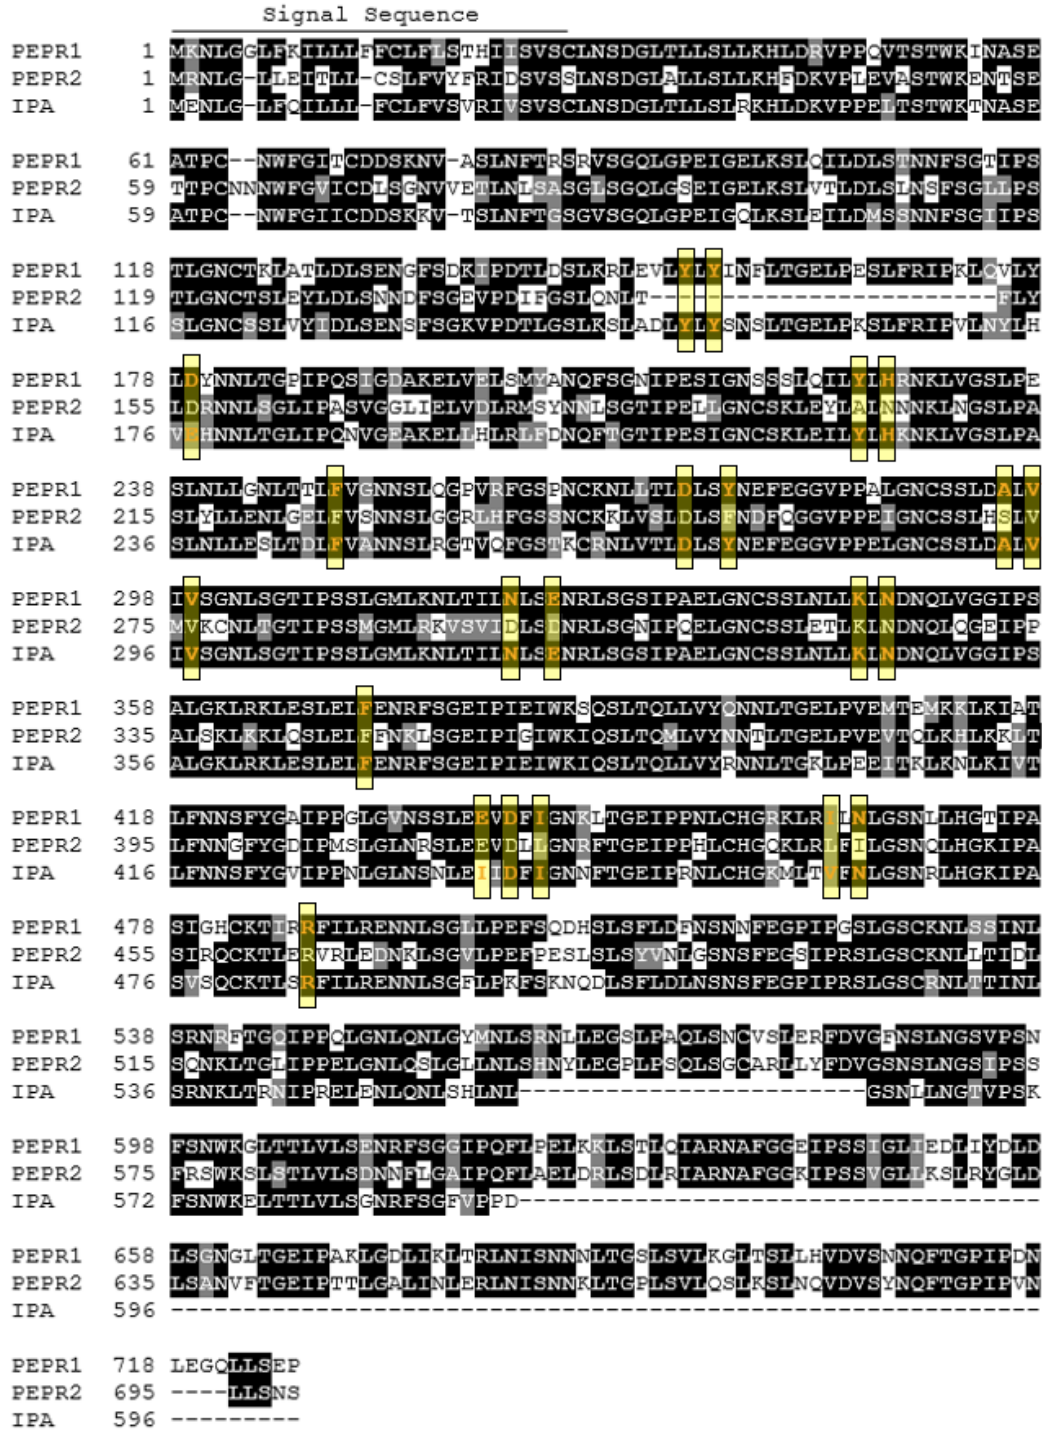 Signal Sequence
PEPR1 1 MKNLGGLFKILLLFFCLFLSTHIISVSCLNSDGLTLLSLLKHLDRVPPQVTSTWKINASE
PEPR2 1 MRNLG-LLEITLL-CSLFVYFRIDSVSSLNSDGLALLSLLKHFDKVPLEVASTWKENTSE
IPA 1 MENLG-LFQILLL-FCLFVSVRIVSVSCLNSDGLTLLSLRKHLDKVPPELTSTWKTNASE
PEPR1 61 ATPC--NWFGITCDDSKNV-ASLNFTRSRVSGQLGPEIGELKSLQILDLSTNNFSGTIPS
PEPR2 59 TTPCNNNWFGVICDLSGNVVETLNLSASGLSGQLGSEIGELKSLVTLDLSLNSFSGLLPS
IPA 59 ATPC--NWFGIICDDSKKV-TSLNFTGSGVSGQLGPEIGQLKSLEILDMSSNNFSGIIPS
PEPR1 118 TLGNCTKLATLDLSENGFSDKIPDTLDSLKRLEVLYLYINFLTGELPESLFRIPKLQVLY
PEPR2 119 TLGNCTSLEYLDLSNNDFSGEVPDIFGSLQNLT------------------------FLY
IPA 116 SLGNCSSLVYIDLSENSFSGKVPDTLGSLKSLADLYLYSNSLTGELPKSLFRIPVLNYLH
PEPR1 178 LDYNNLTGPIPQSIGDAKELVELSMYANQFSGNIPESIGNSSSLQILYLHRNKLVGSLPE
PEPR2 155 LDRNNLSGLIPASVGGLIELVDLRMSYNNLSGTIPELLGNCSKLEYLALNNNKLNGSLPA
IPA 176 VEHNNLTGLIPQNVGEAKELLHLRLFDNQFTGTIPESIGNCSKLEILYLHKNKLVGSLPA
PEPR1 238 SLNLLGNLTTLFVGNNSLQGPVRFGSPNCKNLLTLDLSYNEFEGGVPPALGNCSSLDALV
PEPR2 215 SLYLLENLGELFVSNNSLGGRLHFGSSNCKKLVSLDLSFNDFQGGVPPEIGNCSSLHSLV
IPA 236 SLNLLESLTDLFVANNSLRGTVQFGSTKCRNLVTLDLSYNEFEGGVPPELGNCSSLDALV
PEPR1 298 IVSGNLSGTIPSSLGMLKNLTILNLSENRLSGSIPAELGNCSSLNLLKLNDNQLVGGIPS
PEPR2 275 MVKCNLTGTIPSSMGMLRKVSVIDLSDNRLSGNIPQELGNCSSLETLKLNDNQLQGEIPP
IPA 296 IVSGNLSGTIPSSLGMLKNLTILNLSENRLSGSIPAELGNCSSLNLLKLNDNQLVGGIPS
PEPR1 358 ALGKLRKLESLELFENRFSGEIPIEIWKSQSLTQLLVYQNNLTGELPVEMTEMKKLKIAT
PEPR2 335 ALSKLKKLQSLELFFNKLSGEIPIGIWKIQSLTQMLVYNNTLTGELPVEVTQLKHLKKLT
IPA 356 ALGKLRKLESLELFENRFSGEIPIEIWKIQSLTQLLVYRNNLTGKLPEEITKLKNLKIVT
PEPR1 418 LFNNSFYGAIPPGLGVNSSLEEVDFIGNKLTGEIPPNLCHGRKLRILNLGSNLLHGTIPA
PEPR2 395 LFNNGFYGDIPMSLGLNRSLEEVDLLGNRFTGEIPPHLCHGQKLRLFILGSNQLHGKIPA
IPA 416 LFNNSFYGVIPPNLGLNSNLEIIDFIGNNFTGEIPRNLCHGKMLTVFNLGSNRLHGKIPA
PEPR1 478 SIGHCKTIRRFILRENNLSGLLPEFSQDHSLSFLDFNSNNFEGPIPGSLGSCKNLSSINL
PEPR2 455 SIRQCKTLERVRLEDNKLSGVLPEFPESLSLSYVNLGSNSFEGSIPRSLGSCKNLLTIDL
IPA 476 SVSQCKTLSRFILRENNLSGFLPKFSKNQDLSFLDLNSNSFEGPIPRSLGSCRNLTTINL
PEPR1 538 SRNRFTGQIPPQLGNLQNLGYMNLSRNLLEGSLPAQLSNCVSLERFDVGFNSLNGSVPSN
PEPR2 515 SQNKLTGLIPPELGNLQSLGLLNLSHNYLEGPLPSQLSGCARLLYFDVGSNSLNGSIPSS
IPA 536 SRNKLTRNIPRELENLQNLSHLNL------------------------GSNLLNGTVPSK
PEPR1 598 FSNWKGLTTLVLSENRFSGGIPQFLPELKKLSTLQIARNAFGGEIPSSIGLIEDLIYDLD
PEPR2 575 FRSWKSLSTLVLSDNNFLGAIPQFLAELDRLSDLRIARNAFGGKIPSSVGLLKSLRYGLD
IPA 572 FSNWKELTTLVLSGNRFSGFVPPD------------------------------------
PEPR1 658 LSGNGLTGEIPAKLGDLIKLTRLNISNNNLTGSLSVLKGLTSLLHVDVSNNQFTGPIPDN
PEPR2 635 LSANVFTGEIPTTLGALINLERLNISNNKLTGPLSVLQSLKSLNQVDVSYNQFTGPIPVN
IPA 596 ------------------------------------------------------------
PEPR1 718 LEGQLLSEP
PEPR2 695 ----LLSNS
IPA 596 ---------